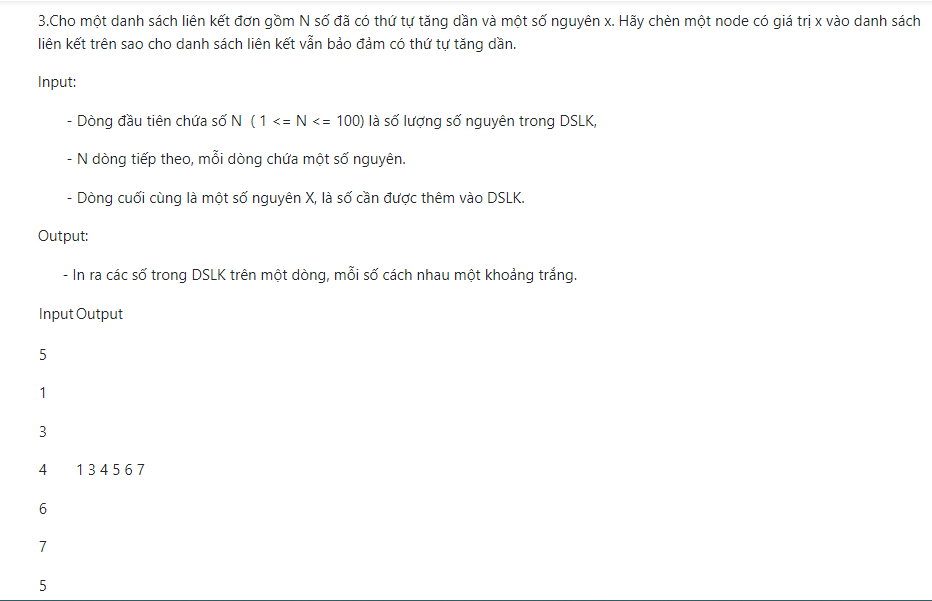 3.Cho một danh sách liên kết đơn gồm N số đã có thứ tự tăng dần và một số nguyên x. Hãy chèn một node có giá trị x vào danh sách
liên kết trên sao cho danh sách liên kết vẫn bảo đảm có thứ tự tăng dần.
Input:
- Dòng đầu tiên chứa số N ( 1 <= N <= 100) là số lượng số nguyên trong DSLK,
- N dòng tiếp theo, mỗi dòng chứa một số nguyên.
- Dòng cuối cùng là một số nguyên X, là số cần được thêm vào DSLK.
Output:
- In ra các số trong DSLK trên một dòng, mỗi số cách nhau một khoảng trắng.
Input Output
5
1
3
4 1 3 4 5 6 7
6
7
5